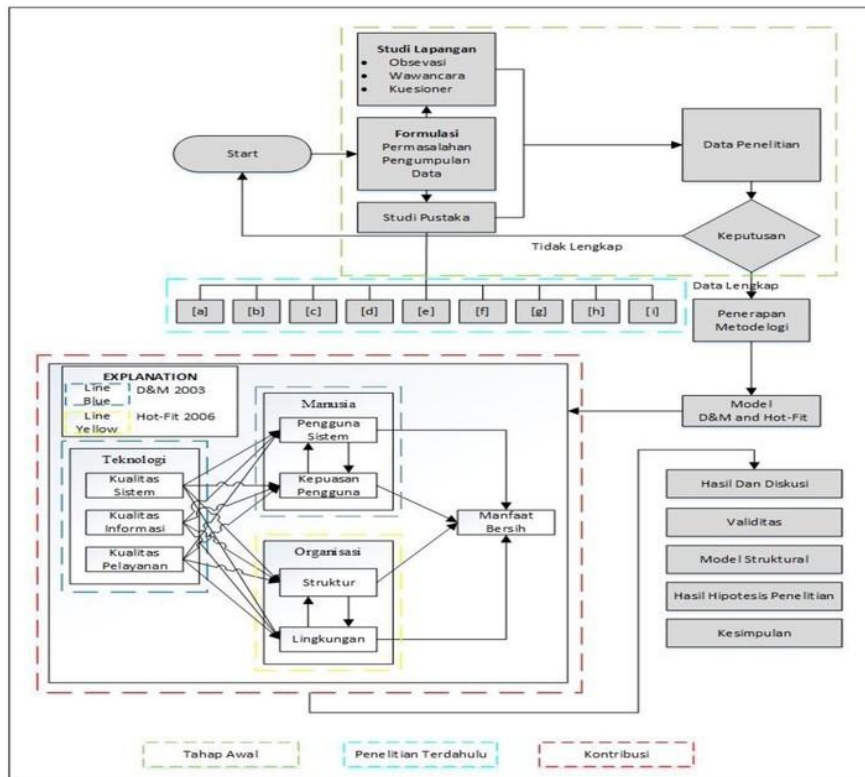 Studi Lapangan
Obsevasi
Wawancara
Kuesioner
Formulasi
Permasalahan
Pengumpulan
Data
Start
Data Penelitian
Studi Pustaka
Keputusan
Tidak Lengkap
Data Lengkap
[a]
[b]
[c]
[d]
[e]
[f]
[g]
[h]
[i]
Penerapan
Metodelogi
Model
D&M and Hot-Fit
EXPLANATION
Line
Blue
D&M 2003
Line
Yellow
Hot-Fit 2006
Teknologi
Kualitas
Sistem
Kualitas
Informasi
Kualitas
Pelayanan
Manusia
Pengguna
Sistem
Kepuasan
Pengguna
Organisasi
Struktur
Lingkungan
Manfaat
Bersih
Hasil Dan Diskusi
Validitas
Model Struktural
Hasil Hipotesis Penelitian
Kesimpulan
Tahap Awal
Penelitian Terdahulu
Kontribusi